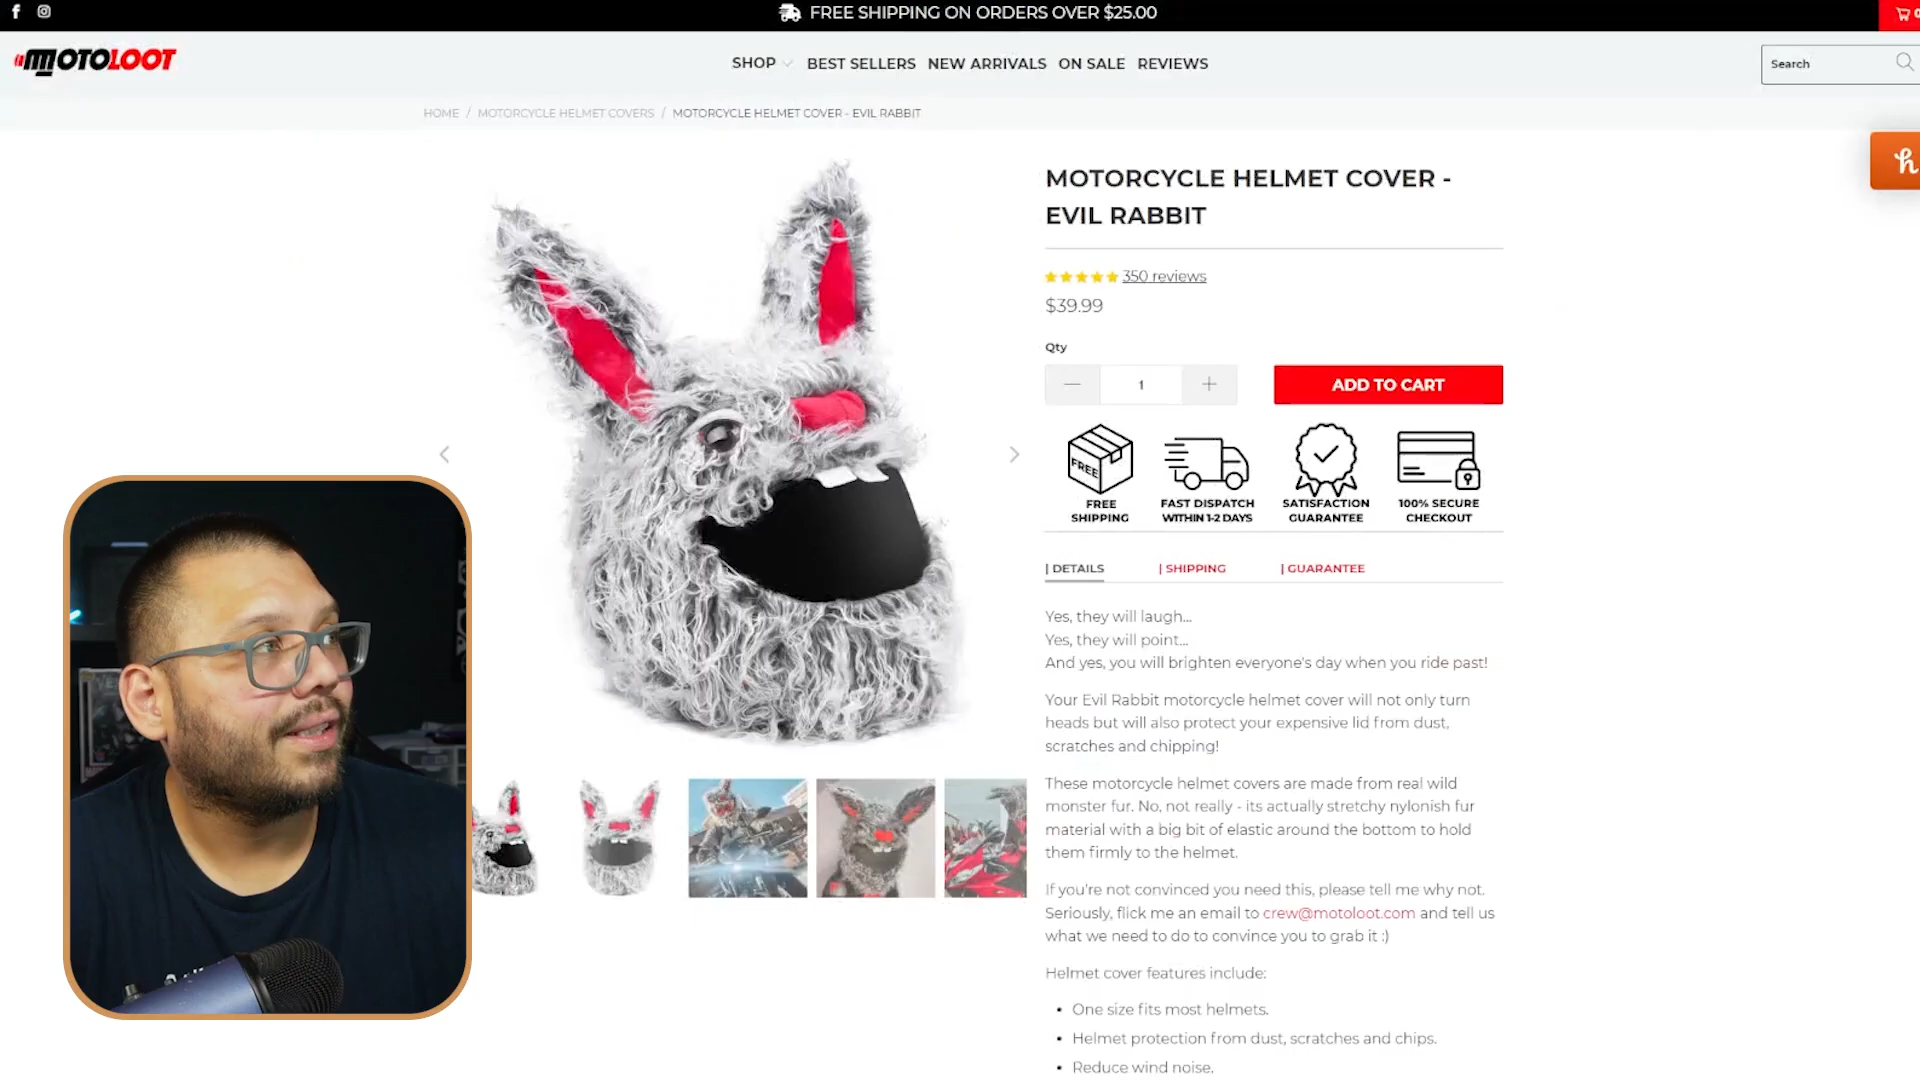 FREE SHIPPING ON ORDERS OVER $25.00
MOTOLOOT
SHOP BEST SELLERS NEW ARRIVALS ON SALE REVIEWS
Search
HOME / MOTORCYCLE HELMET COVERS / MOTORCYCLE HELMET COVER - EVIL RABBIT
MOTORCYCLE HELMET COVER -
EVIL RABBIT
350 reviews
$39.99
Qty
1
ADD TO CART
FREE
FREE
SHIPPING
FAST DISPATCH
WITHIN 1-2 DAYS
SATISFACTION
GUARANTEE
100% SECURE
CHECKOUT
| DETAILS | SHIPPING | GUARANTEE
Yes, they will laugh...
Yes, they will point...
And yes, you will brighten everyone's day when you ride past!
Your Evil Rabbit motorcycle helmet cover will not only turn
heads but will also protect your expensive lid from dust,
scratches and chipping!
These motorcycle helmet covers are made from real wild
monster fur. No, not really - its actually stretchy nylonish fur
material with a big bit of elastic around the bottom to hold
them firmly to the helmet.
If you're not convinced you need this, please tell me why not.
Seriously, flick me an email to crew@motoloot.com and tell us
what we need to do to convince you to grab it :)
Helmet cover features include:
• One size fits most helmets.
• Helmet protection from dust, scratches and chips.
• Reduce wind noise.